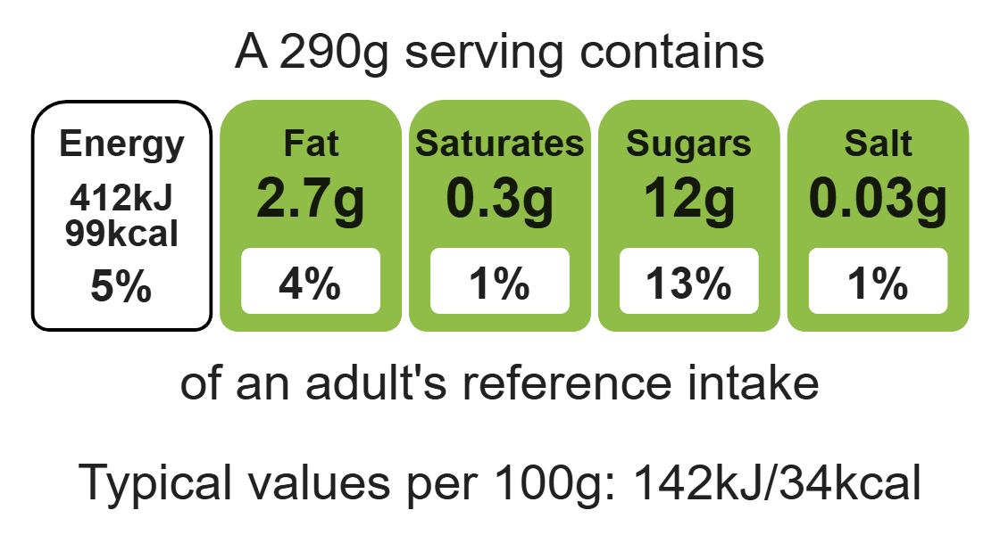 A 290g serving contains
Energy
412kJ
99kcal
5%
Fat
2.7g
4%
Saturates
0.3g
1%
Sugars
12g
13%
Salt
0.03g
1%
of an adult's reference intake
Typical values per 100g: 142kJ/34kcal